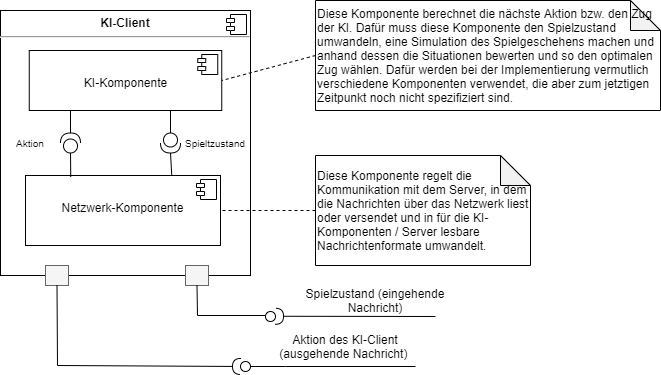 KI-Client
Diese Komponente berechnet die nächste Aktion bzw. den Zug
der KI. Dafür muss diese Komponente den Spielzustand
umwandeln, eine Simulation des Spielgeschehens machen und
anhand dessen die Situationen bewerten und so den optimalen
Zug wählen. Dafür werden bei der Implementierung vermutlich
verschiedene Komponenten verwendet, die aber zum jetztigen
Zeitpunkt noch nicht spezifiziert sind.
KI-Komponente
Aktion
Spieltzustand
Netzwerk-Komponente
Diese Komponente regelt die
Kommunikation mit dem Server, in dem
die Nachrichten über das Netzwerk liest
oder versendet und in für die KI-
Komponenten / Server lesbare
Nachrichtenformate umwandelt.
Spielzustand (eingehende
Nachricht)
Aktion des KI-Client
(ausgehende Nachricht)